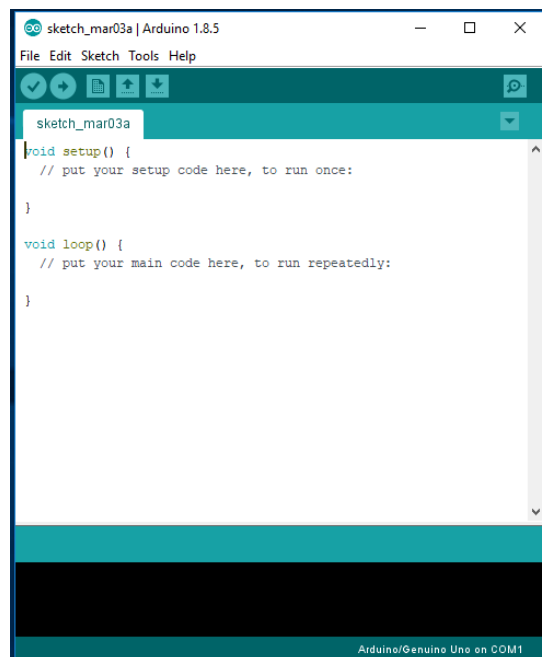 sketch_mar03a | Arduino 1.8.5
File Edit Sketch Tools Help
sketch_mar03a
void setup() {
  // put your setup code here, to run once:
}
void loop() {
  // put your main code here, to run repeatedly:
}
Arduino/Genuino Uno on COM1